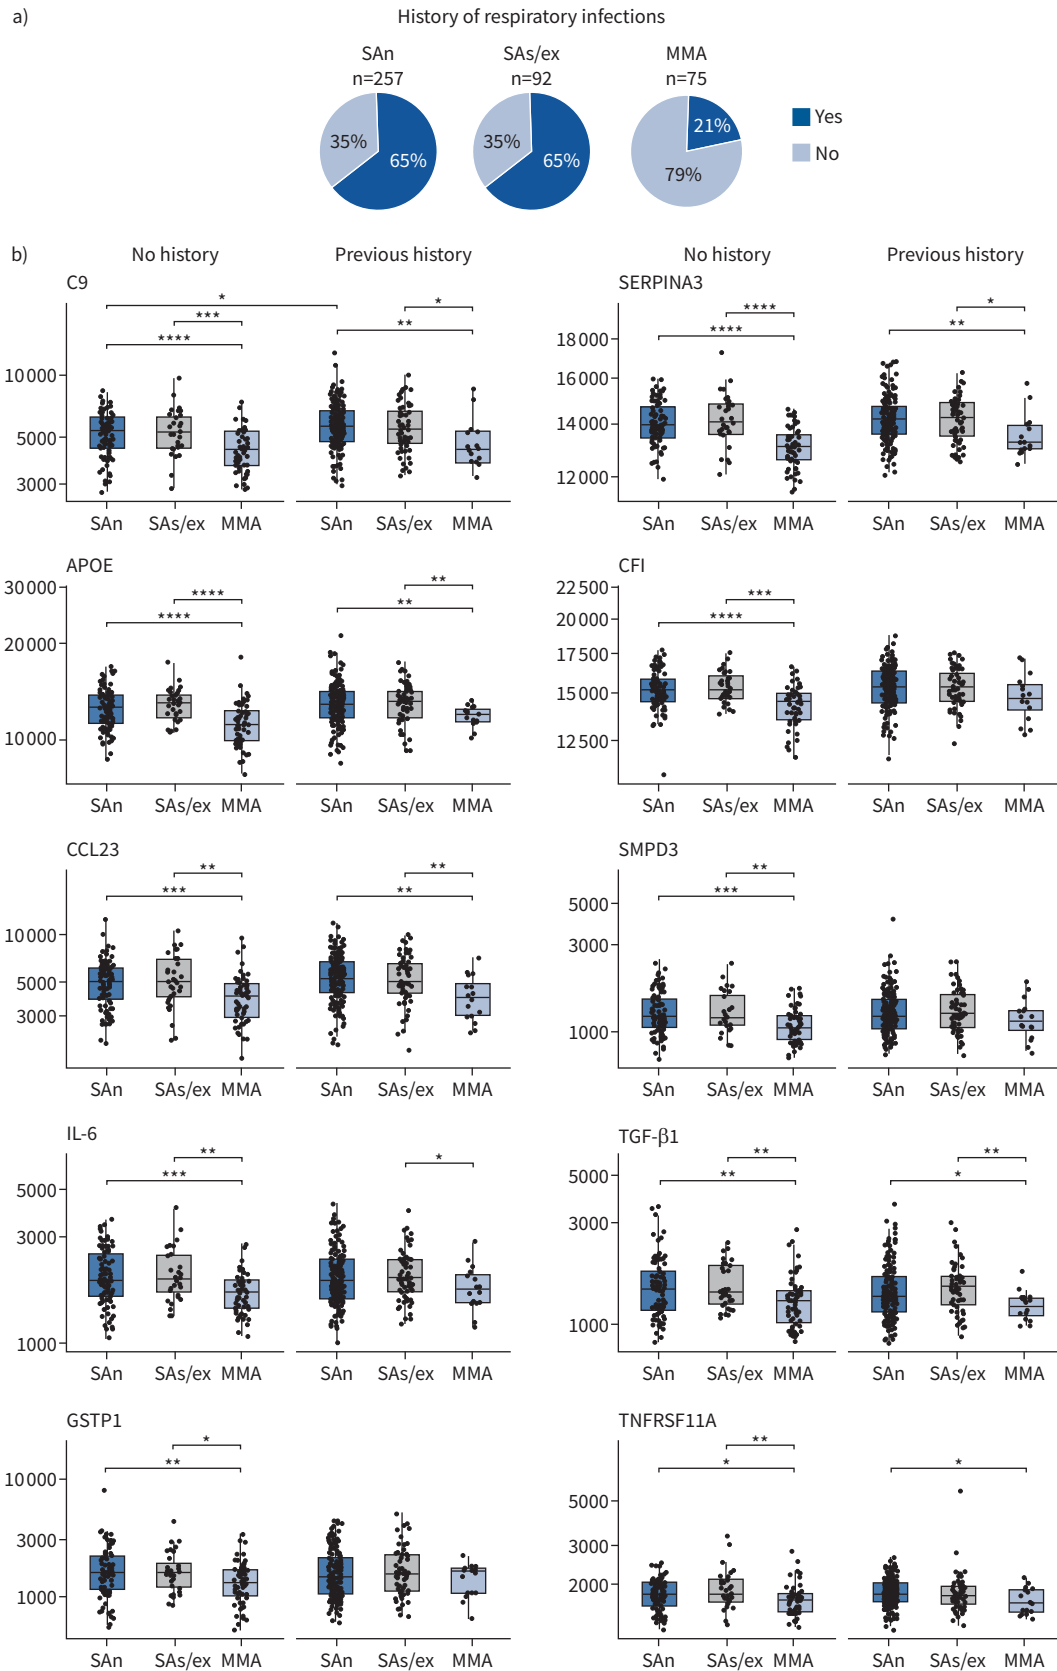 a)
History of respiratory infections
SAn
n=257
SAs/ex
n=92
MMA
n=75
35%
65%
35%
65%
21%
79%
Yes
No
b)
No history
Previous history
C9
*
***
****
*
**
10000
5000
3000
SAn
SAs/ex
MMA
SAn
SAs/ex
MMA
No history
Previous history
SERPINA3
****
****
*
**
18000
16000
14000
12000
SAn
SAs/ex
MMA
SAn
SAs/ex
MMA
APOE
****
****
**
**
30000
20000
10000
SAn
SAs/ex
MMA
SAn
SAs/ex
MMA
CFI
***
****
22500
20000
17500
15000
12500
SAn
SAs/ex
MMA
SAn
SAs/ex
MMA
CCL23
**
***
**
**
10000
5000
3000
SAn
SAs/ex
MMA
SAn
SAs/ex
MMA
SMPD3
**
***
5000
3000
1000
SAn
SAs/ex
MMA
SAn
SAs/ex
MMA
IL-6
**
***
*
5000
3000
1000
SAn
SAs/ex
MMA
SAn
SAs/ex
MMA
TGF-β1
**
**
**
*
5000
3000
1000
SAn
SAs/ex
MMA
SAn
SAs/ex
MMA
GSTP1
*
**
10000
3000
1000
SAn
SAs/ex
MMA
SAn
SAs/ex
MMA
TNFRSF11A
**
*
*
5000
3000
2000
SAn
SAs/ex
MMA
SAn
SAs/ex
MMA